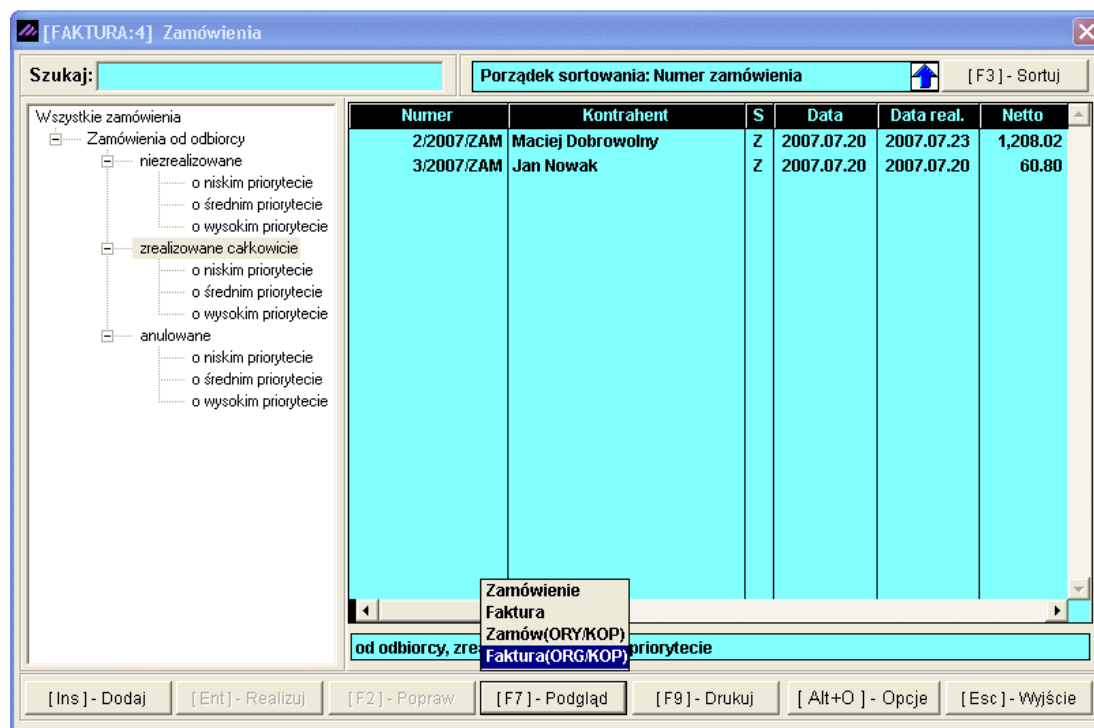 [FAKTURA:4] Zamówienia
Szukaj:
Porządek sortowania: Numer zamówienia
[F3]- Sortuj
Wszystkie zamówienia
Zamówienia od odbiorcy
niezrealizowane
o niskim priorytecie
o średnim priorytecie
o wysokim priorytecie
zrealizowane całkowicie
o niskim priorytecie
o średnim priorytecie
o wysokim priorytecie
anulowane
o niskim priorytecie
o średnim priorytecie
o wysokim priorytecie
Numer Kontrahent S Data Data real. Netto
2/2007/ZAM Maciej Dobrowolny Z 2007.07.20 2007.07.23 1,208.02
3/2007/ZAM Jan Nowak Z 2007.07.20 2007.07.20 60.80
Zamówienie
Faktura
Zamów(ORY/KOP)
Faktura(ORG/KOP)
od odbiorcy, priorytecie
[Ins]- Dodaj [Ent]- Realizuj [F2]- Popraw [F7]- Podgląd [F9]- Drukuj [Alt+O]- Opcje [Esc]- Wyjście